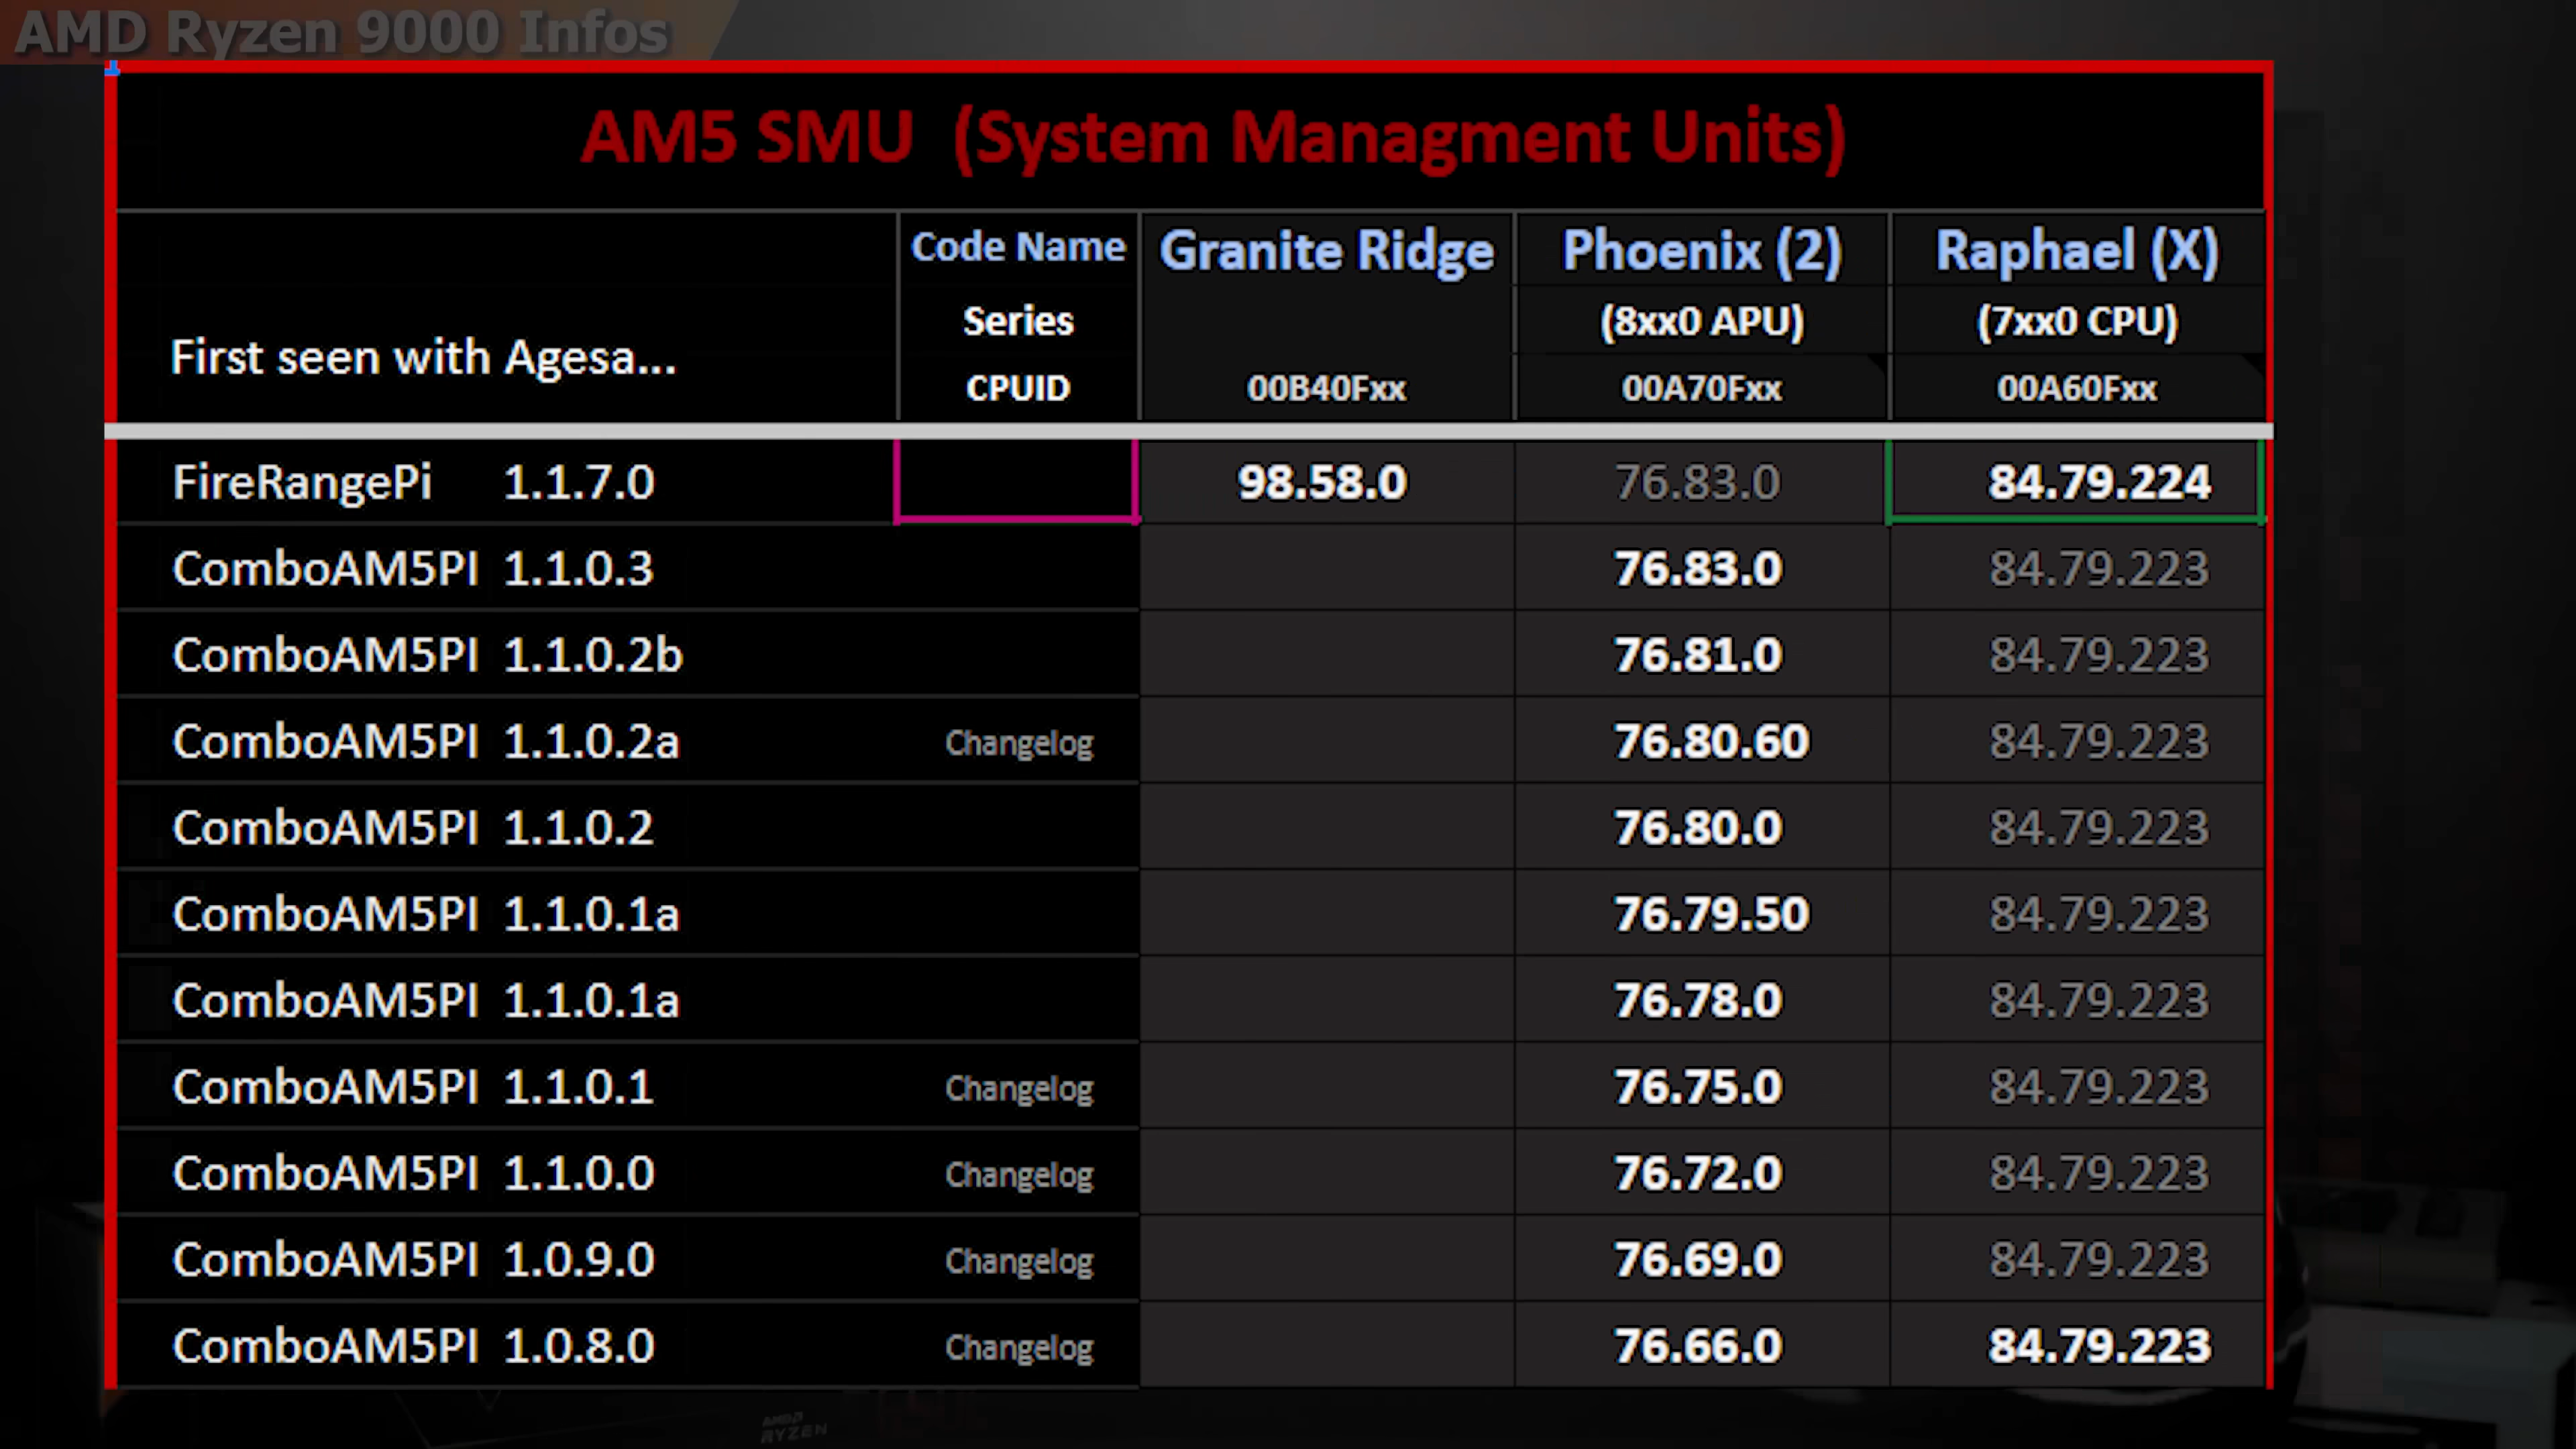 AMD Ryzen 9000 Infos
AM5 SMU (System Managment Units)
Code Name Granite Ridge Phoenix (2) Raphael (X)
Series (8xx0 APU) (7xx0 CPU)
First seen with Agesa...
CPUID 00B40Fxx 00A70Fxx 00A60Fxx
FireRangePi 1.1.7.0 98.58.0 76.83.0 84.79.224
ComboAM5PI 1.1.0.3 76.83.0 84.79.223
ComboAM5PI 1.1.0.2b 76.81.0 84.79.223
ComboAM5PI 1.1.0.2a Changelog 76.80.60 84.79.223
ComboAM5PI 1.1.0.2 76.80.0 84.79.223
ComboAM5PI 1.1.0.1a 76.79.50 84.79.223
ComboAM5PI 1.1.0.1a 76.78.0 84.79.223
ComboAM5PI 1.1.0.1 Changelog 76.75.0 84.79.223
ComboAM5PI 1.1.0.0 Changelog 76.72.0 84.79.223
ComboAM5PI 1.0.9.0 Changelog 76.69.0 84.79.223
ComboAM5PI 1.0.8.0 Changelog 76.66.0 84.79.223
AMD
RYZEN